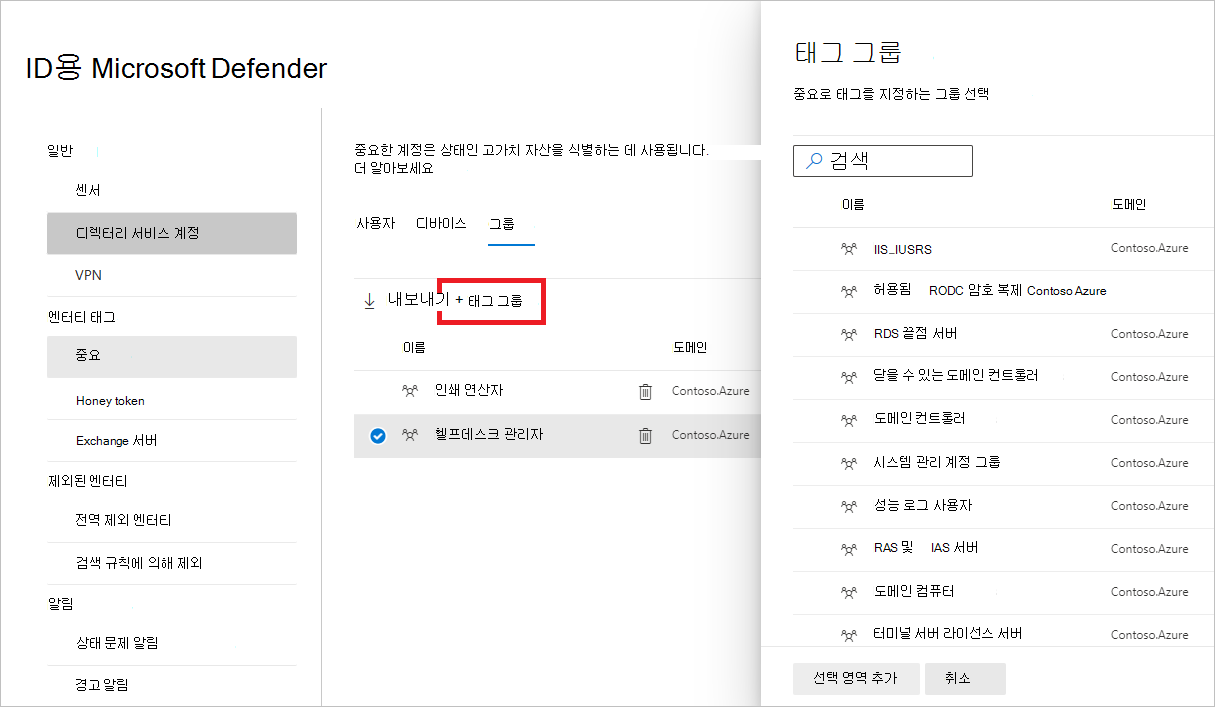 ID용 Microsoft Defender
일반
센서
디렉터리 서비스 계정
VPN
엔터티 태그
중요
Honey token
Exchange 서버
제외된 엔터티
전역 제외 엔터티
검색 규칙에 의해 제외
알림
상태 문제 알림
경고 알림
중요한 계정은 상태인 고가치 자산을 식별하는 데 사용됩니다.
더 알아보세요
사용자 디바이스 그룹
내보내기 + 태그 그룹
이름 도메인
인쇄 연산자 Contoso.Azure
헬프데스크 관리자 Contoso.Azure
태그 그룹
중요로 태그를 지정하는 그룹 선택
검색
이름 도메인
IIS_IUSRS Contoso.Azure
허용됨 RODC 암호 복제 Contoso Azure
RDS 끝점 서버 Contoso.Azure
닫을 수 있는 도메인 컨트롤러 Contoso.Azure
도메인 컨트롤러 Contoso.Azure
시스템 관리 계정 그룹 Contoso.Azure
성능 로그 사용자 Contoso.Azure
RAS 및 IAS 서버 Contoso.Azure
도메인 컴퓨터 Contoso.Azure
터미널 서버 라이선스 서버 Contoso.Azure
선택 영역 추가 취소